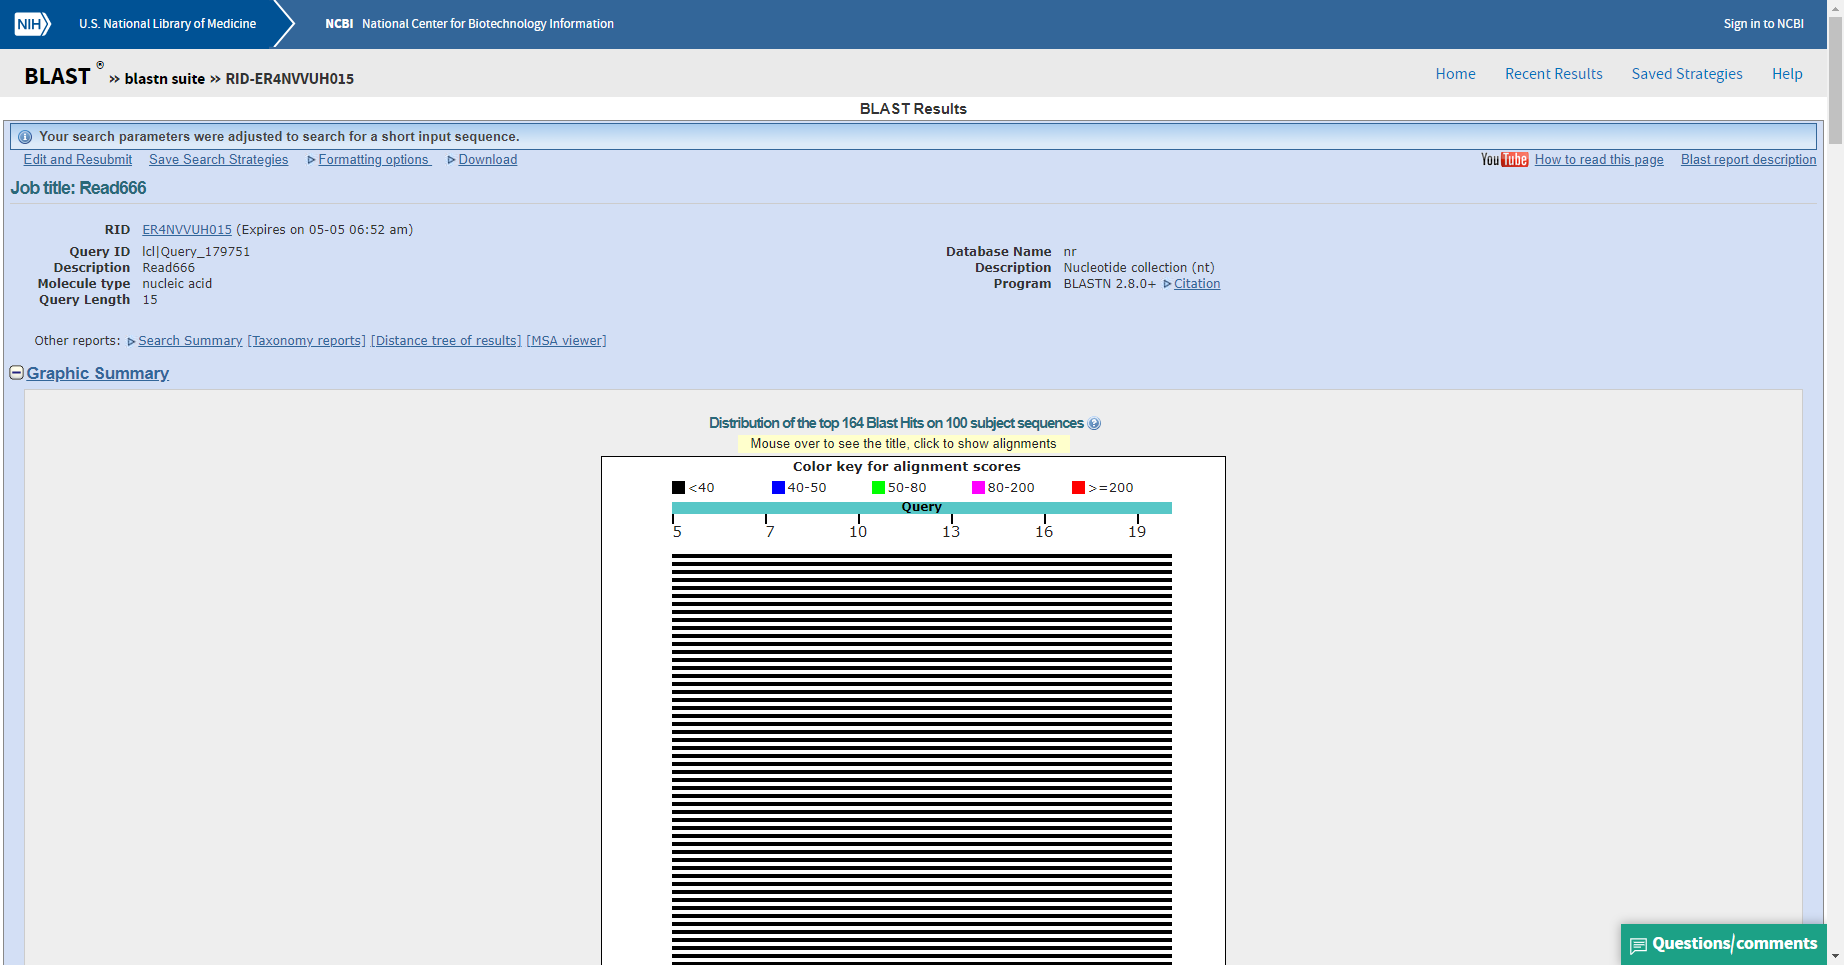 NIH U.S. National Library of Medicine NCBI National Center for Biotechnology Information Sign in to NCBI
BLAST ® » blastn suite » RID-ER4NVVUH015 Home Recent Results Saved Strategies Help
BLAST Results
Your search parameters were adjusted to search for a short input sequence.
Edit and Resubmit Save Search Strategies Formatting options Download YouTube How to read this page Blast report description
Job title: Read666
RID ER4NVVUH015 (Expires on 05-05 06:52 am)
Query ID lcl|Query_179751 Database Name nr
Description Read666 Description Nucleotide collection (nt)
Molecule type nucleic acid Program BLASTN 2.8.0+ Citation
Query Length 15
Other reports: Search Summary [Taxonomy reports] [Distance tree of results] [MSA viewer]
Graphic Summary
Distribution of the top 164 Blast Hits on 100 subject sequences ?
Mouse over to see the title, click to show alignments
Color key for alignment scores
<40 40-50 50-80 80-200 >=200
Query
5 7 10 13 16 19
Questions/comments